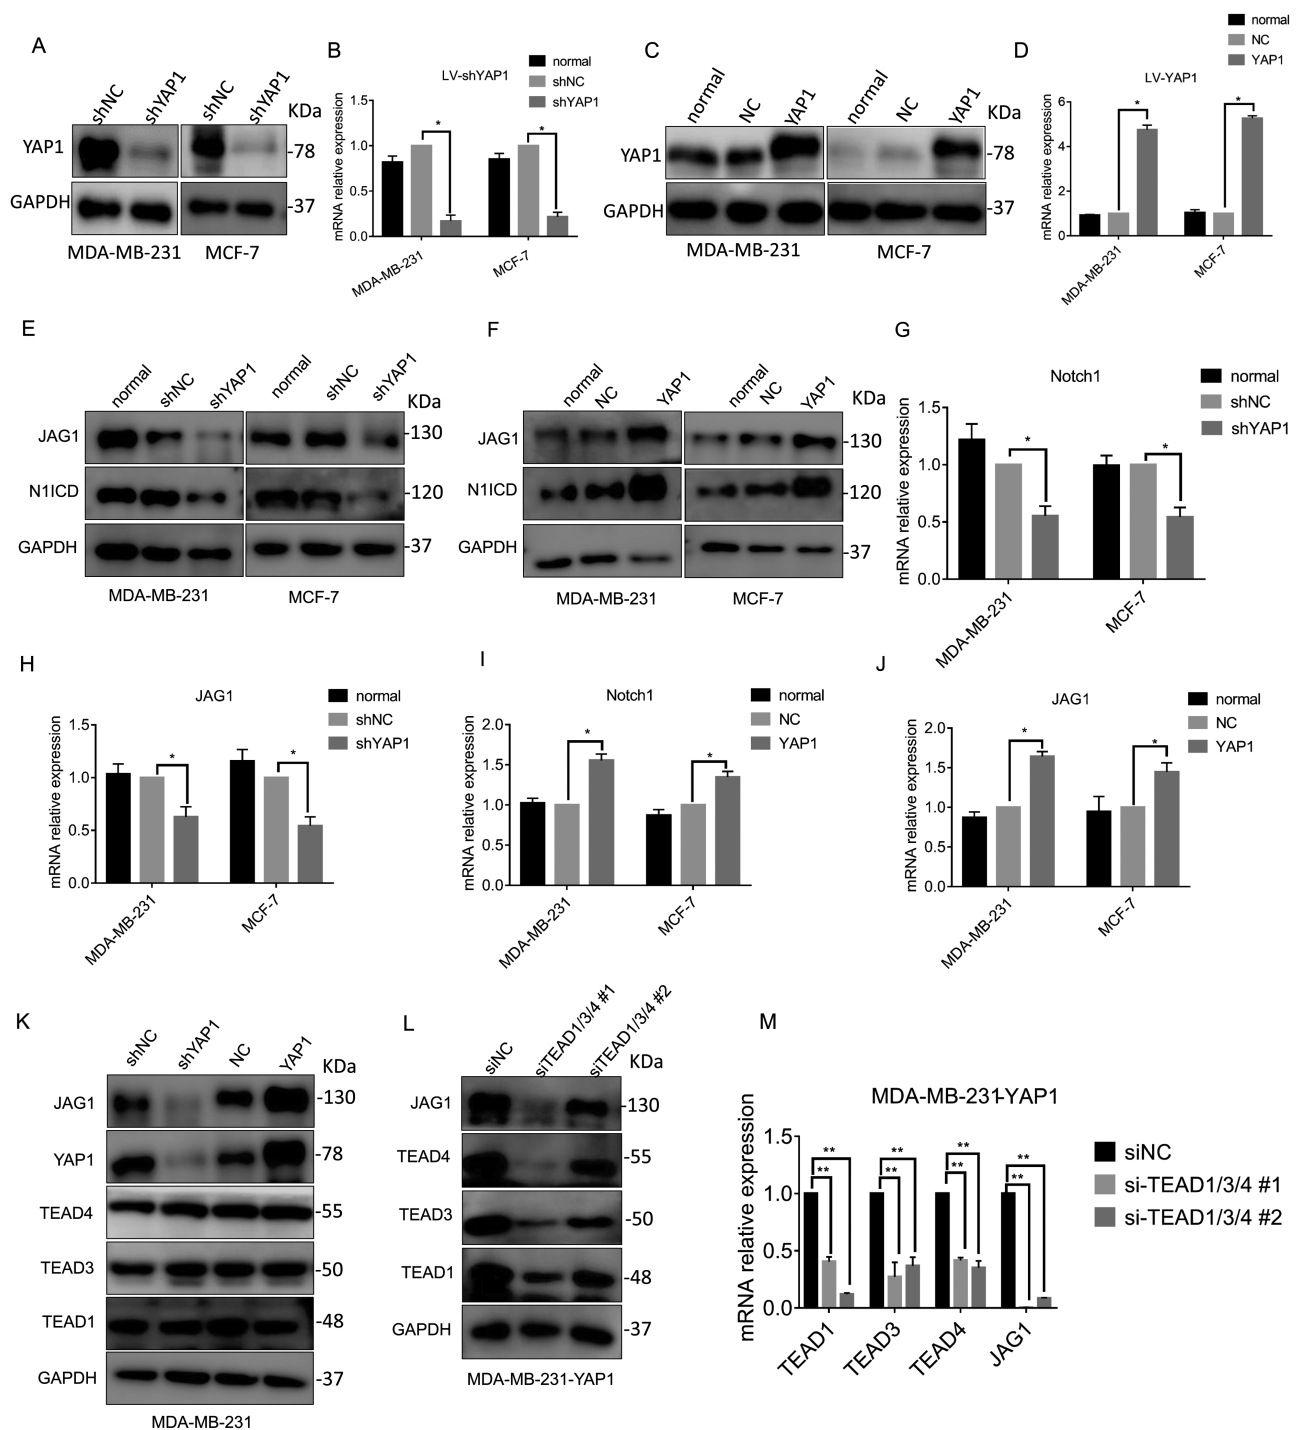 A
shNC shYAP1 shNC shYAP1 KDa
YAP1 -78
GAPDH -37
MDA-MB-231 MCF-7
B
LV-shYAP1
normal
shNC
shYAP1
mRNA relative expression
1.5
1.0
0.5
0.0
* *
MDA-MB-231 MCF-7
C
normal NC YAP1 normal NC YAP1 KDa
YAP1 -78
GAPDH -37
MDA-MB-231 MCF-7
D
normal
NC
YAP1
LV-YAP1
mRNA relative expression
6
4
2
0
* *
MDA-MB-231 MCF-7
E
normal shNC shYAP1 normal shNC shYAP1 KDa
JAG1 -130
N1ICD -120
GAPDH -37
MDA-MB-231 MCF-7
F
normal NC YAP1 normal NC YAP1 KDa
JAG1 -130
N1ICD -120
GAPDH -37
MDA-MB-231 MCF-7
G
Notch1
normal
shNC
shYAP1
mRNA relative expression
1.5
1.0
0.5
0.0
* *
MDA-MB-231 MCF-7
H
JAG1
normal
shNC
shYAP1
mRNA relative expression
1.5
1.0
0.5
0.0
* *
MDA-MB-231 MCF-7
I
Notch1
normal
NC
YAP1
mRNA relative expression
2.0
1.5
1.0
0.5
0.0
* *
MDA-MB-231 MCF-7
J
JAG1
normal
NC
YAP1
mRNA relative expression
2.0
1.5
1.0
0.5
0.0
* *
MDA-MB-231 MCF-7
K
shNC shYAP1 NC YAP1 KDa
JAG1 -130
YAP1 -78
TEAD4 -55
TEAD3 -50
TEAD1 -48
GAPDH -37
MDA-MB-231
L
siNC siTEAD1/3/4 #1 siTEAD1/3/4 #2 KDa
JAG1 -130
TEAD4 -55
TEAD3 -50
TEAD1 -48
GAPDH -37
MDA-MB-231-YAP1
M
MDA-MB-231-YAP1
siNC
si-TEAD1/3/4 #1
si-TEAD1/3/4 #2
mRNA relative expression
1.5
1.0
0.5
0.0
** ** ** **
** ** ** **
TEAD1 TEAD3 TEAD4 JAG1